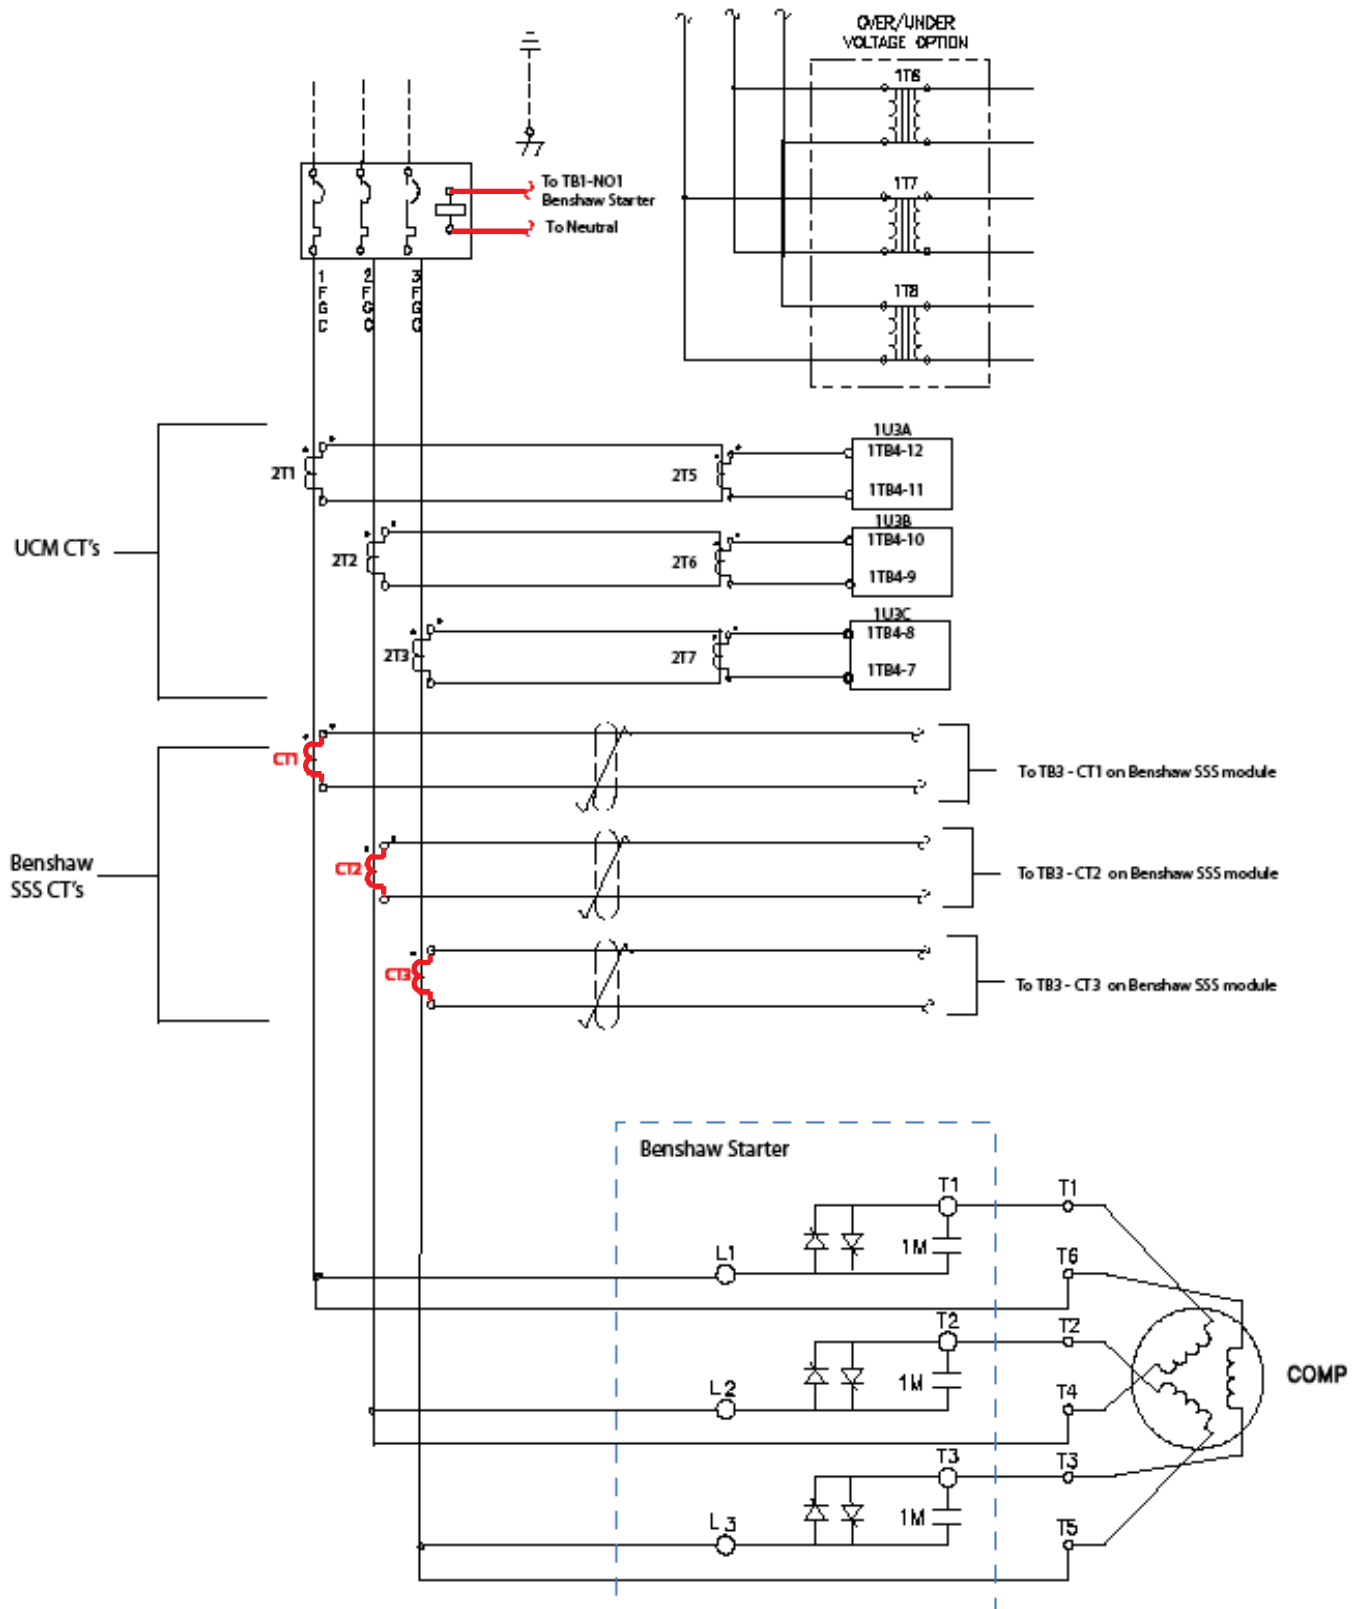 OVER/UNDER
VOLTAGE OPTION
1T6
To TB1-NO1
Benshaw Starter
To Neutral
1T7
1T8
1
F
G
C
2
F
G
C
3
F
G
C
1U3A
1TB4-12
2T1
2T5
1TB4-11
1U3B
1TB4-10
UCM CT's
2T2
2T6
1TB4-9
1U3C
1TB4-8
2T3
2T7
1TB4-7
CT1
To TB3 - CT1 on Benshaw SSS module
Benshaw
SSS CT's
CT2
To TB3 - CT2 on Benshaw SSS module
CT3
To TB3 - CT3 on Benshaw SSS module
Benshaw Starter
T1
T1
1M
L1
T6
T2
T2
1M
L2
T4
COMP
T3
T3
1M
L3
T5